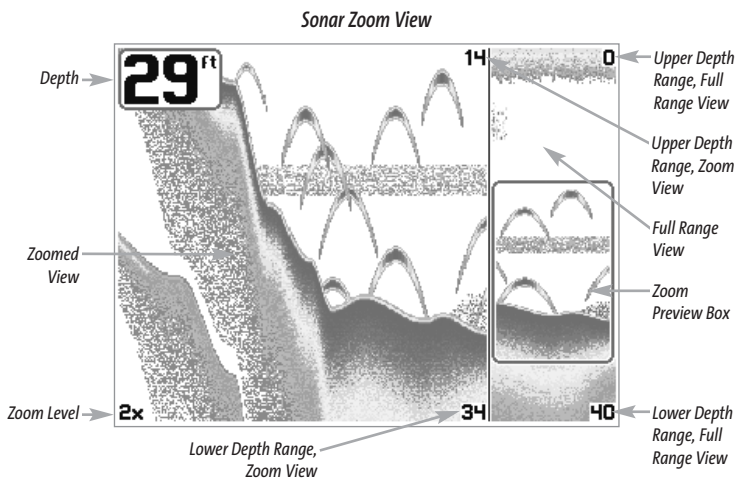 Sonar Zoom View
Depth
29 ft
14
0
Upper Depth
Range, Full
Range View
Upper Depth
Range, Zoom
View
Full Range
View
Zoomed
View
Zoom
Preview Box
Zoom Level
2x
34
40
Lower Depth Range,
Zoom View
Lower Depth
Range, Full
Range View